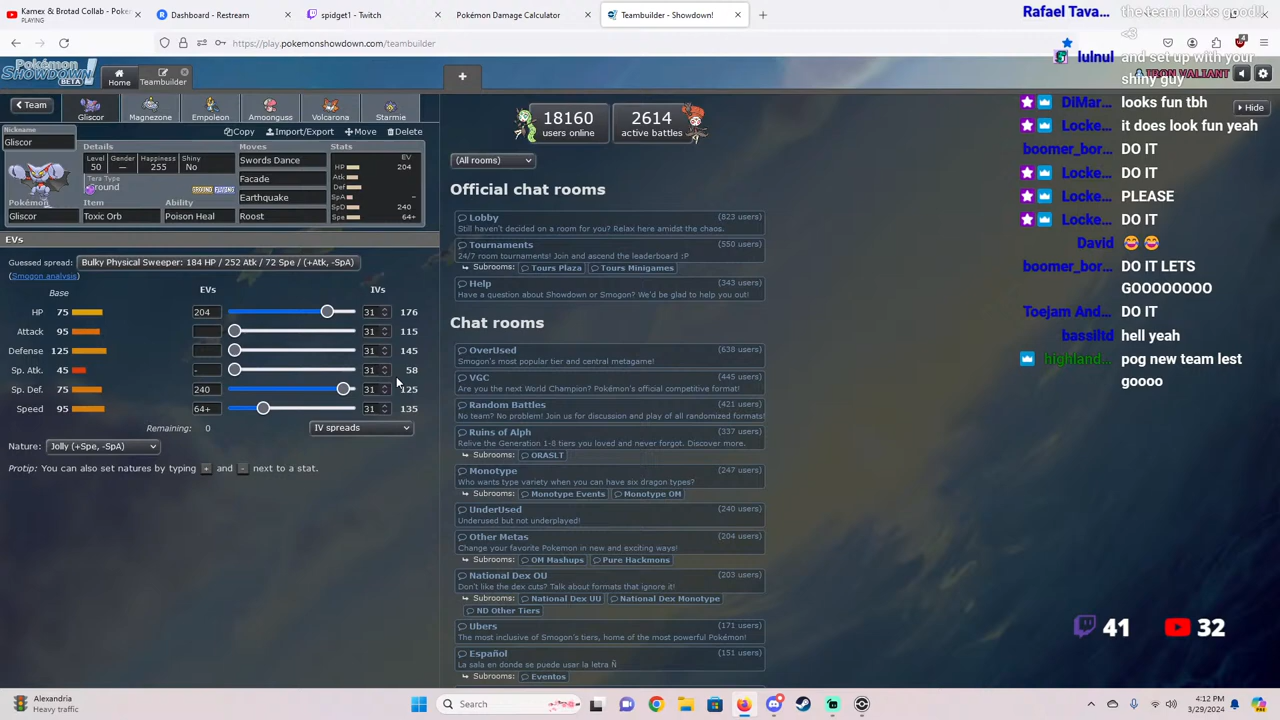 Kamex & Brotad Collab - Poke
PLAYING
Dashboard - Restream
spidget1 - Twitch
Pokémon Damage Calculator
Teambuilder - Showdown!
https://play.pokemonshowdown.com/teambuilder
Pokémon
SHOWDOWN!
BETA
Home
Teambuilder
IRON VALIANT
Team
Gliscor
Magnezone
Empoleon
Amoonguss
Volcarona
Starmie
Nickname
Gliscor
Copy
Import/Export
Move
Delete
Details
Level
50
Gender
—
Happiness
255
Shiny
No
Tera Type
Ground
GROUND
FLYING
Pokémon
Gliscor
Item
Toxic Orb
Ability
Poison Heal
Moves
Swords Dance
Facade
Earthquake
Roost
Stats
EV
HP
204
Atk
Def
SpA
-
SpD
Spe
64+
EVs
Guessed spread: Bulky Physical Sweeper: 184 HP / 252 Atk / 72 Spe / (+Atk, -SpA)
(Smogon analysis)
Base
EVs
IVs
HP 75 204 31 176
Attack 95 31 115
Defense 125 31 145
Sp. Atk. 45 - 31
Sp. Def. 75 240 31 125
Speed 95 64+ 31 135
Remaining: 0
IV spreads
Nature: Jolly (+Spe, -SpA)
Protip: You can also set natures by typing + and - next to a stat.
18160
users online
2614
active battles
(All rooms)
Official chat rooms
Lobby (823 users)
Still haven't decided on a room for you? Relax here amidst the chaos.
Tournaments (550 users)
24/7 room tournaments! Join and ascend the leaderboard :P
Subrooms: Tours Plaza Tours Minigames
Help (343 users)
Have a question about Showdown or Smogon? We'd be glad to help you out!
Chat rooms
OverUsed (638 users)
Smogon's most popular tier and central metagame!
VGC (445 users)
Are you the next World Champion? Pokémon's official competitive format!
Random Battles (421 users)
No team? No problem! Join us for discussion and play of all randomized formats!
Ruins of Alph (337 users)
Relive the Generation 1-8 tiers you loved and never forgot. Discover more.
Subrooms: ORASLT
Monotype (247 users)
Who wants type variety when you can have six dragon types?
Subrooms: Monotype Events Monotype OM
UnderUsed (240 users)
Underused but not underplayed!
Other Metas (204 users)
Change your favorite Pokemon in new and exciting ways!
Subrooms: OM Mashups Pure Hackmons
National Dex OU (203 users)
Don't like the dex cuts? Talk about formats that ignore it!
Subrooms: National Dex UU National Dex Monotype
ND Other Tiers
Ubers (171 users)
The most inclusive of Smogon's tiers, home of the most powerful Pokémon!
Español (151 users)
La sala en donde se puede usar la letra Ñ
Subrooms: Eventos
Hide
Rafael Tava... the team looks good!!
<3
lulnul and set up with your
shiny guy
DiMar... looks fun tbh
Locke... it does look fun yeah
boomer_bor... DO IT
Locke... DO IT
Locke... PLEASE
Locke... DO IT
David 😂 😂
boomer_bor... DO IT LETS
GOOOOOOO
Toejam And... DO IT
bassiltd hell yeah
highland... pog new team lest
goooo
41
32
Alexandria
Heavy traffic
Search
4:12 PM
3/29/2024